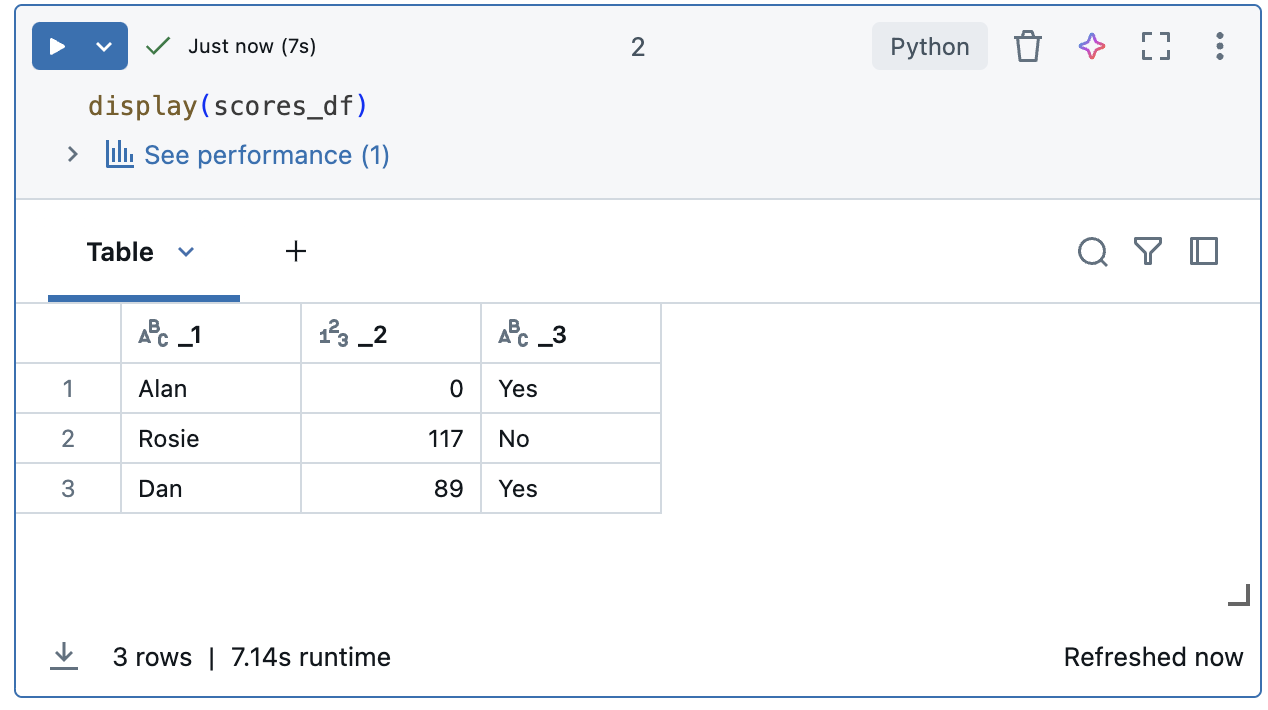 Just now (7s) 2 Python
display(scores_df)
See performance (1)
Table +
ABC _1 123 _2 ABC _3
1 Alan 0 Yes
2 Rosie 117 No
3 Dan 89 Yes
3 rows | 7.14s runtime Refreshed now